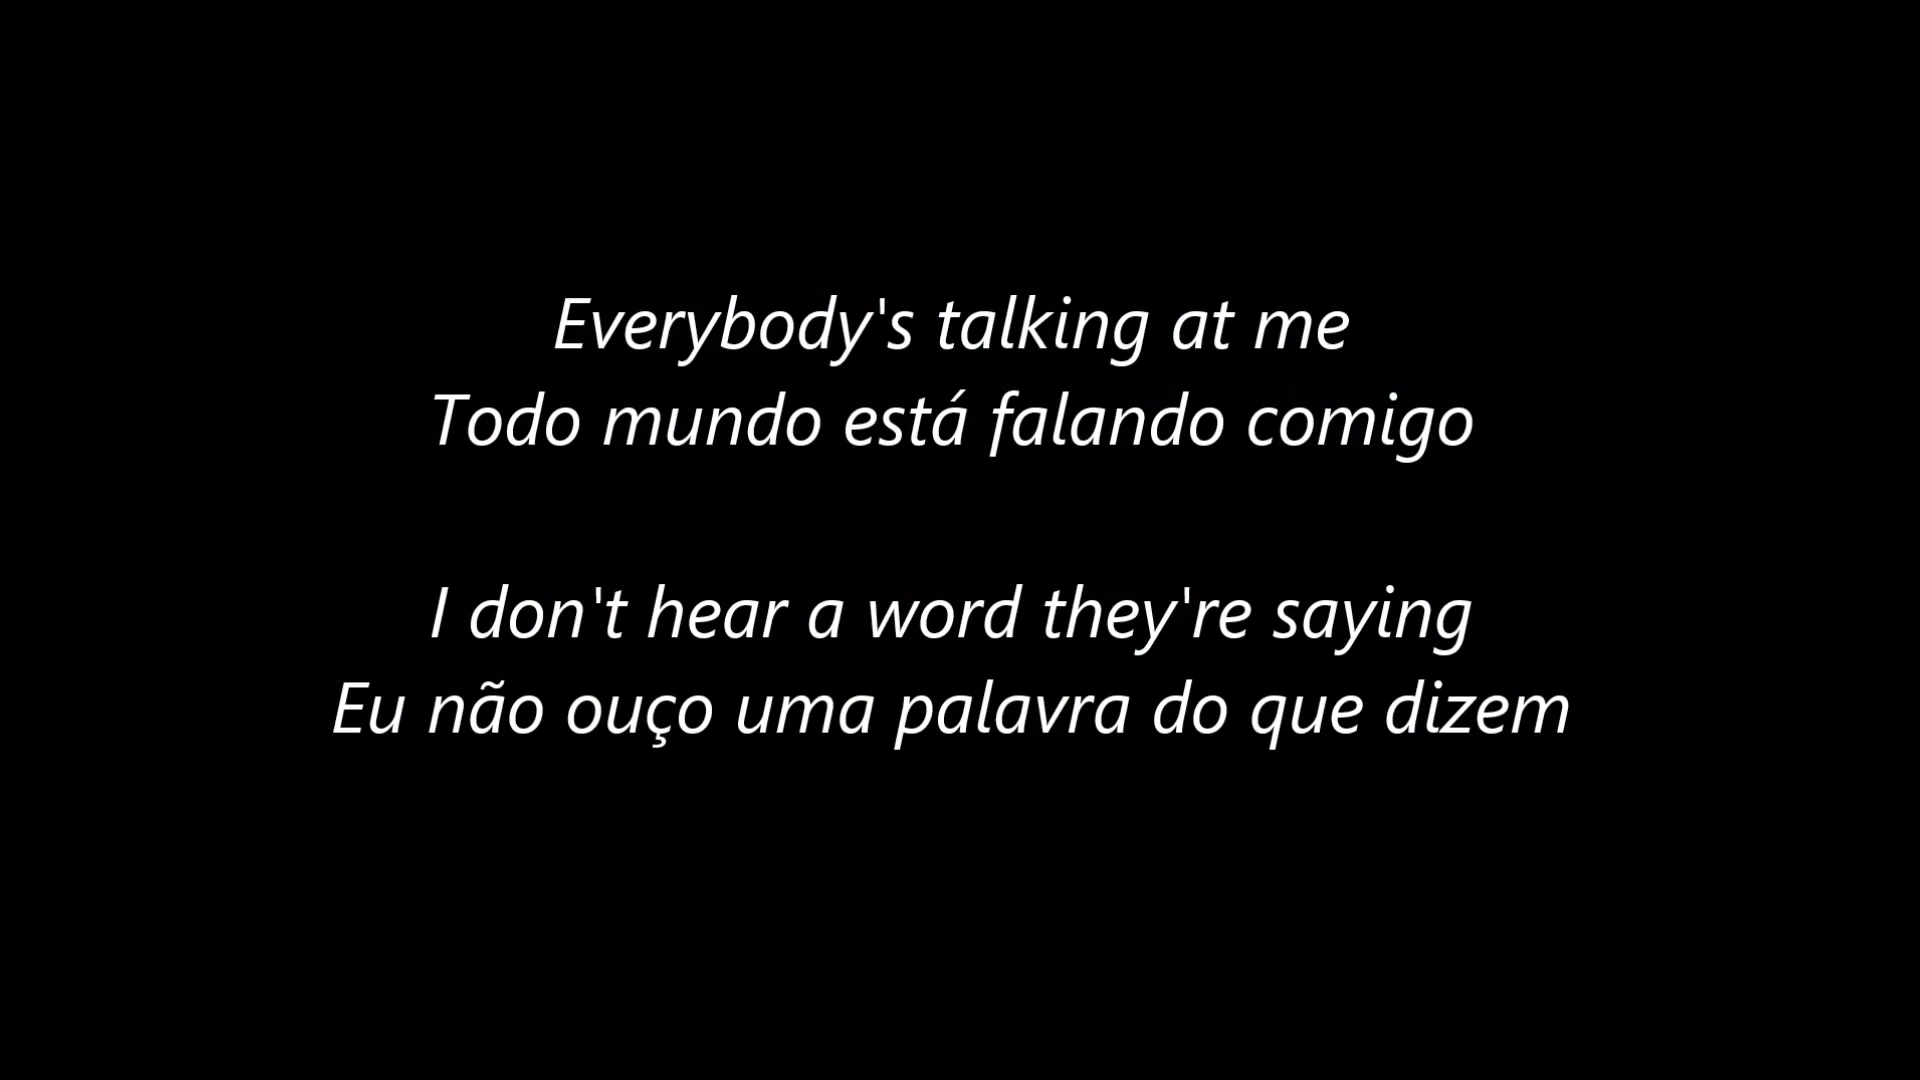 Everybody's talking at me
Todo mundo está falando comigo
I don't hear a word they're saying
Eu não ouço uma palavra do que dizem